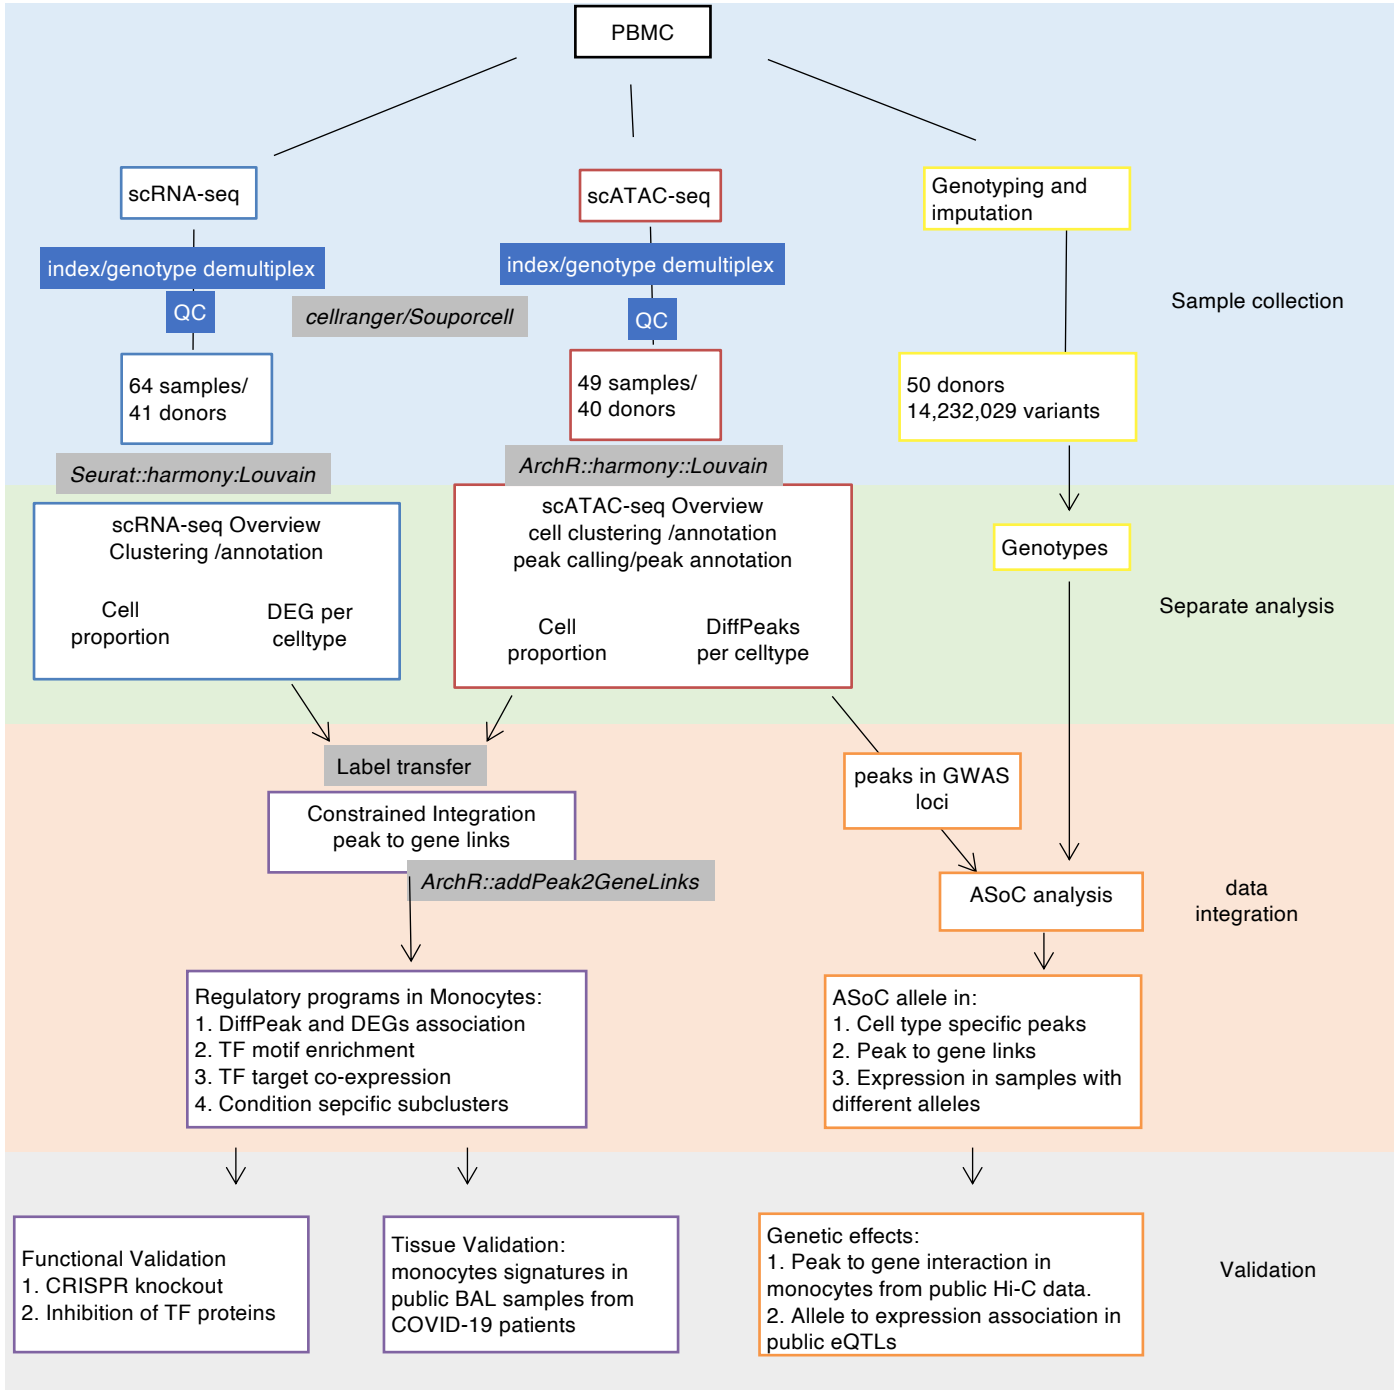 PBMC
scRNA-seq
scATAC-seq
Genotyping and
imputation
index/genotype demultiplex
index/genotype demultiplex
QC
cellranger/Souporcell
QC
Sample collection
64 samples/
41 donors
49 samples/
40 donors
50 donors
14,232,029 variants
Seurat::harmony:Louvain
ArchR::harmony::Louvain
scRNA-seq Overview
Clustering /annotation
Cell
proportion
DEG per
celltype
scATAC-seq Overview
cell clustering /annotation
peak calling/peak annotation
Cell
proportion
DiffPeaks
per celltype
Genotypes
Separate analysis
Label transfer
Constrained Integration
peak to gene links
ArchR::addPeak2GeneLinks
peaks in GWAS
loci
ASoC analysis
data
integration
Regulatory programs in Monocytes:
1. DiffPeak and DEGs association
2. TF motif enrichment
3. TF target co-expression
4. Condition sepcific subclusters
ASoC allele in:
1. Cell type specific peaks
2. Peak to gene links
3. Expression in samples with
different alleles
Functional Validation
1. CRISPR knockout
2. Inhibition of TF proteins
Tissue Validation:
monocytes signatures in
public BAL samples from
COVID-19 patients
Genetic effects:
1. Peak to gene interaction in
monocytes from public Hi-C data.
2. Allele to expression association in
public eQTLs
Validation